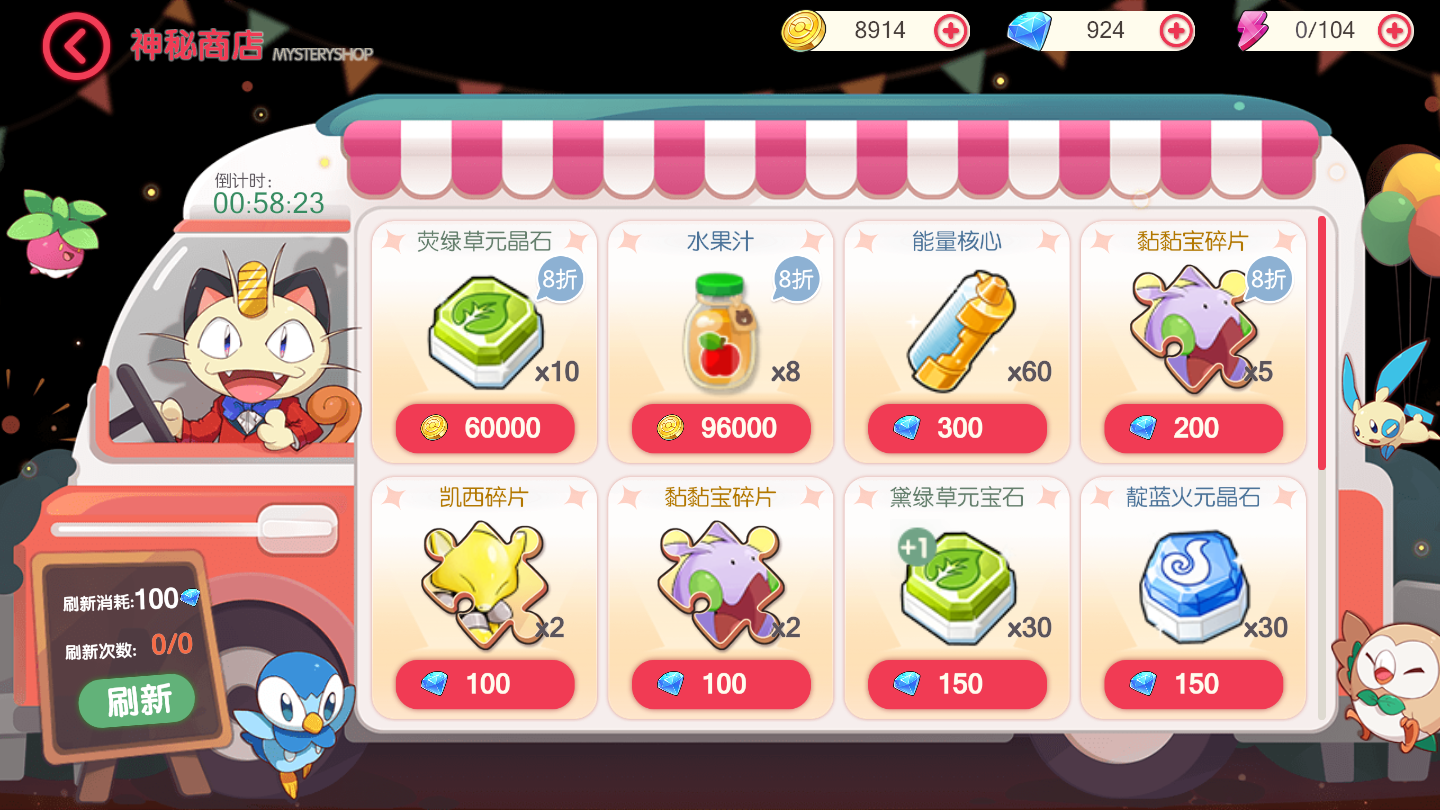 神秘商店 MYSTERYSHOP
8914
924
0/104
倒计时:
00:58:23
荧绿草元晶石
8折
x10
60000
水果汁
8折
x8
96000
能量核心
x60
300
黏黏宝碎片
8折
x5
200
凯西碎片
x2
100
黏黏宝碎片
x2
100
黛绿草元宝石
+1
x30
150
靛蓝火元晶石
x30
150
刷新消耗:100
刷新次数: 0/0
刷新